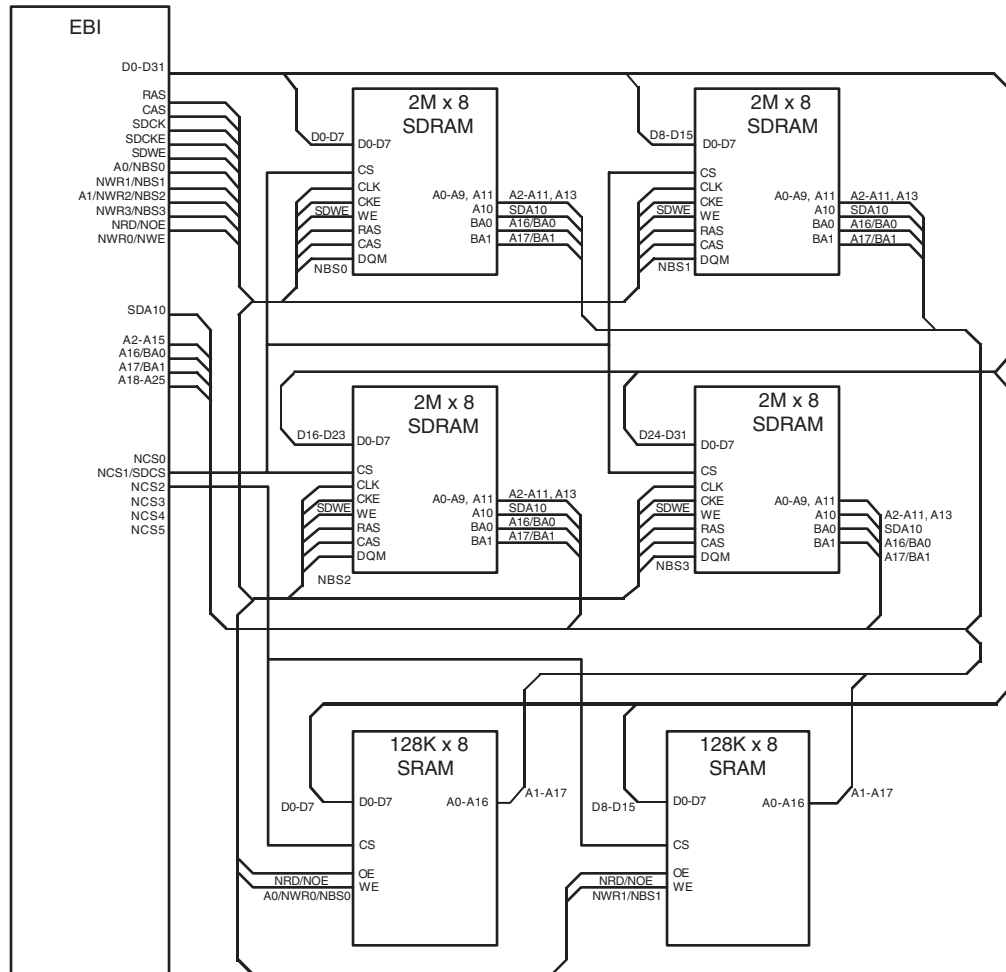 EBI
D0-D31
RAS
CAS
SDCK
SDCKE
SDWE
A0/NBS0
NWR1/NBS1
A1/NWR2/NBS2
NWR3/NBS3
NRD/NOE
NWR0/NWE
SDA10
A2-A15
A16/BA0
A17/BA1
A18-A25
NCS0
NCS1/SDCS
NCS2
NCS3
NCS4
NCS5
2M x 8
SDRAM
D0-D7
D0-D7
CS
CLK
CKE
SDWE
WE
RAS
CAS
DQM
NBS0
A0-A9, A11
A10
BA0
BA1
A2-A11, A13
SDA10
A16/BA0
A17/BA1
2M x 8
SDRAM
D8-D15
D0-D7
CS
CLK
CKE
SDWE
WE
RAS
CAS
DQM
NBS1
A0-A9, A11
A10
BA0
BA1
A2-A11, A13
SDA10
A16/BA0
A17/BA1
2M x 8
SDRAM
D16-D23
D0-D7
CS
CLK
CKE
SDWE
WE
RAS
CAS
DQM
NBS2
A0-A9, A11
A10
BA0
BA1
A2-A11, A13
SDA10
A16/BA0
A17/BA1
2M x 8
SDRAM
D24-D31
D0-D7
CS
CLK
CKE
SDWE
WE
RAS
CAS
DQM
NBS3
A0-A9, A11
A10
BA0
BA1
A2-A11, A13
SDA10
A16/BA0
A17/BA1
128K x 8
SRAM
D0-D7
D0-D7
A0-A16
A1-A17
CS
OE
NRD/NOE
WE
A0/NWR0/NBS0
128K x 8
SRAM
D8-D15
D0-D7
A0-A16
A1-A17
CS
OE
NRD/NOE
WE
NWR1/NBS1